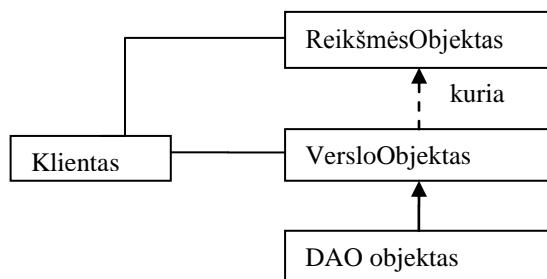 ReikšmėsObjektas
kuria
Klientas
VersloObjektas
DAO objektas